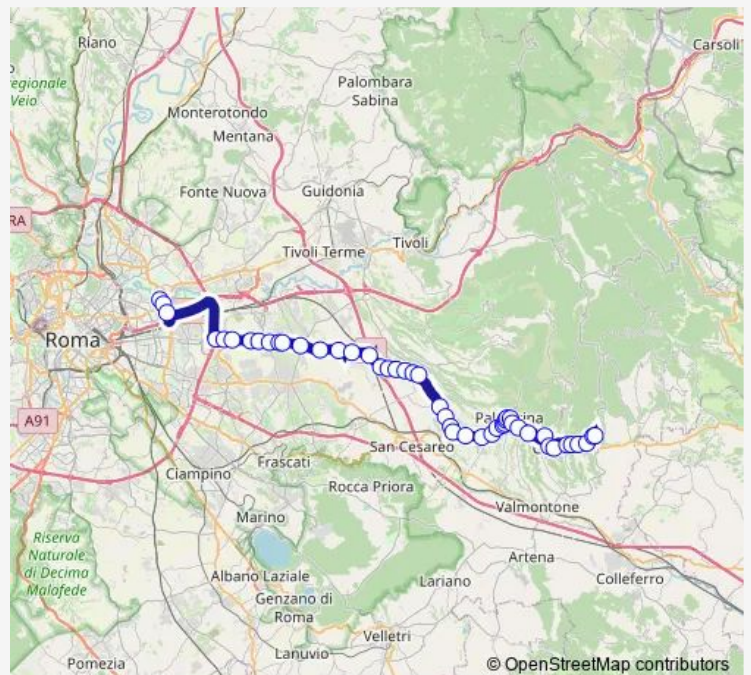 Riano
Carsoli
egionale
Veio
Palombara
Sabina
Monterotondo
Mentana
Fonte Nuova
Guidonia
RA
Tivoli Terme
Tivoli
Roma
A91
San Cesareo
Ciampino
Frascati
Rocca Priora
Valmontone
Marino
Riserva
Naturale
di Decima
Malafede
Artena
Albano Laziale
Lariano
Colleferro
Genzano di
Roma
Velletri
Lanuvio
Pomezia
© OpenStreetMap contributors